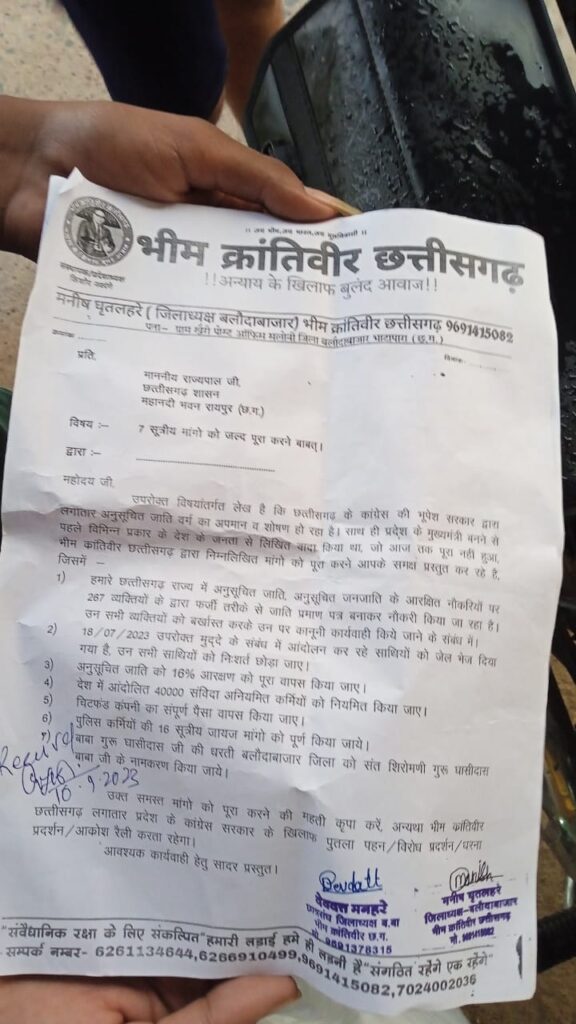 ।। जय भीम,जय भारत,जय मूलनिवासी ।।
भीम क्रांतिवीर छत्तीसगढ़
!!अन्याय के खिलाफ बुलंद आवाज!!
संस्थापक/प्रदेशाध्यक्ष
किशोर नवरंगे
मनीष घृतलहरे ( जिलाध्यक्ष बलौदाबाजार) भीम क्रांतिवीर छत्तीसगढ़ 9691415082
पता- ग्राम पोस्ट ऑफिस जिला बलौदाबाजार भाटापारा (छ.ग.)
क्रमांक
दिनांक
प्रति,
माननीय राज्यपाल जी,
छत्तीसगढ़ शासन
महानदी भवन रायपुर (छ.ग.)
विषय :– 7 सूत्रीय मांगो को जल्द पूरा करने बाबत्।
द्वारा :–
महोदय जी,
उपरोक्त विषयांतर्गत लेख है कि छत्तीसगढ़ के कांग्रेस की भूपेश सरकार द्वारा
लगातार अनुसूचित जाति वर्ग का अपमान व शोषण हो रहा है। साथ ही प्रदेश के मुख्यमंत्री बनने से
पहले विभिन्न प्रकार के देश के जनता से लिखित वादा किया था, जो आज तक पूरा नही हुआ,
भीम क्रांतिवीर छत्तीसगढ़ द्वारा निम्नलिखित मांगो को पूरा करने आपके समक्ष प्रस्तुत कर रहे है,
जिसमें –
1) हमारे छत्तीसगढ़ राज्य में अनुसूचित जाति, अनुसूचित जनजाति के आरक्षित नौकरियों पर
267 व्यक्तियों के द्वारा फर्जी तरीके से जाति प्रमाण पत्र बनाकर नौकरी किया जा रहा है।
उन सभी व्यक्तियों को बर्खास्त करके उन पर कानूनी कार्यवाही किये जाने के संबंध में।
2) 18/07/2023 उपरोक्त मुद्दे के संबंध में आंदोलन कर रहे साथियों को जेल भेज दिया
गया है, उन सभी साथियों को निःशर्त छोड़ा जाए।
3) अनुसूचित जाति को 16% आरक्षण को पूरा वापस किया जाए।
4) देश में आंदोलित 40000 संविदा अनियमित कर्मियों को नियमित किया जाए।
5) चिटफंड कंपनी का संपूर्ण पैसा वापस किया जाए।
6) पुलिस कर्मियों की 16 सूत्रीय जायज मांगो को पूर्ण किया जाये।
7) बाबा गुरू घासीदास जी की धरती बलौदाबाजार जिला को संत शिरोमणी गुरू घासीदास
बाबा जी के नामकरण किया जाये।
10.9.2023
उक्त समस्त मांगो को पूरा करने की महती कृपा करें, अन्यथा भीम क्रांतिवीर
छत्तीसगढ़ लगातार प्रदेश के कांग्रेस सरकार के खिलाफ पुतला दहन/विरोध प्रदर्शन/धरना
प्रदर्शन/आकोश रैली करता रहेगा।
आवश्यक कार्यवाही हेतु सादर प्रस्तुत।
Devdatt
देवदत्त मनहरे
छात्रसंघ जिलाध्यक्ष ब.बा
भीम क्रांतिवीर छ.ग.
मो. 9691378315
Manish
मनीष घृतलहरे
जिलाध्यक्ष-बलौदाबाजार
भीम क्रांतिवीर छत्तीसगढ़
मो. 9691415082
"संवैधानिक रक्षा के लिए संकल्पित" हमारी लड़ाई हमे ही लड़नी है "संगठित रहेंगे एक रहेंगे"
सम्पर्क नम्बर- 6261134644,6266910499,9691415082,7024002036